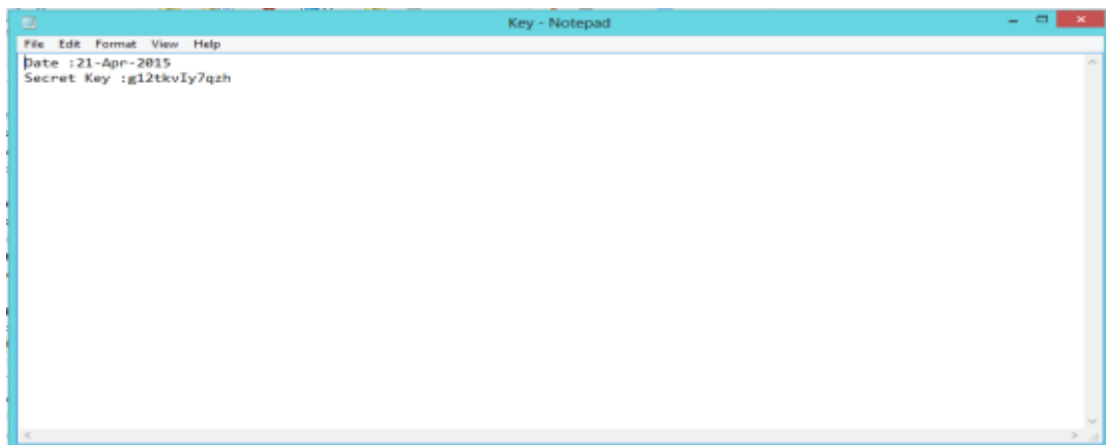 Key - Notepad
File Edit Format View Help
Date :21-Apr-2015
Secret Key :g12tkvIy7qzh